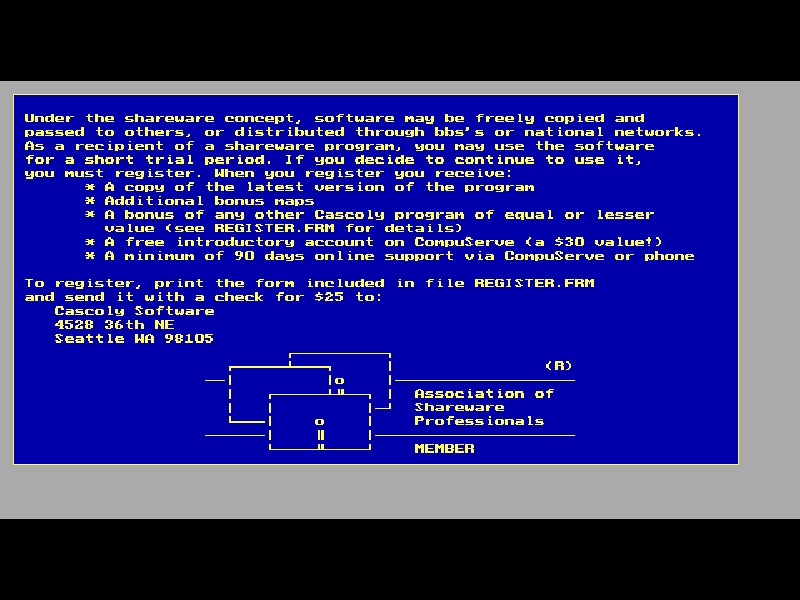 Under the shareware concept, software may be freely copied and
passed to others, or distributed through bbs's or national networks.
As a recipient of a shareware program, you may use the software
for a short trial period. If you decide to continue to use it,
you must register. When you register you receive:
* A copy of the latest version of the program
* Additional bonus maps
* A bonus of any other Cascoly program of equal or lesser
value (see REGISTER.FRM for details)
* A free introductory account on CompuServe (a $30 value!)
* A minimum of 90 days online support via CompuServe or phone
To register, print the form included in file REGISTER.FRM
and send it with a check for $25 to:
Cascoly Software
4528 36th NE
Seattle WA 98105
(R)
Association of
Shareware
Professionals
MEMBER